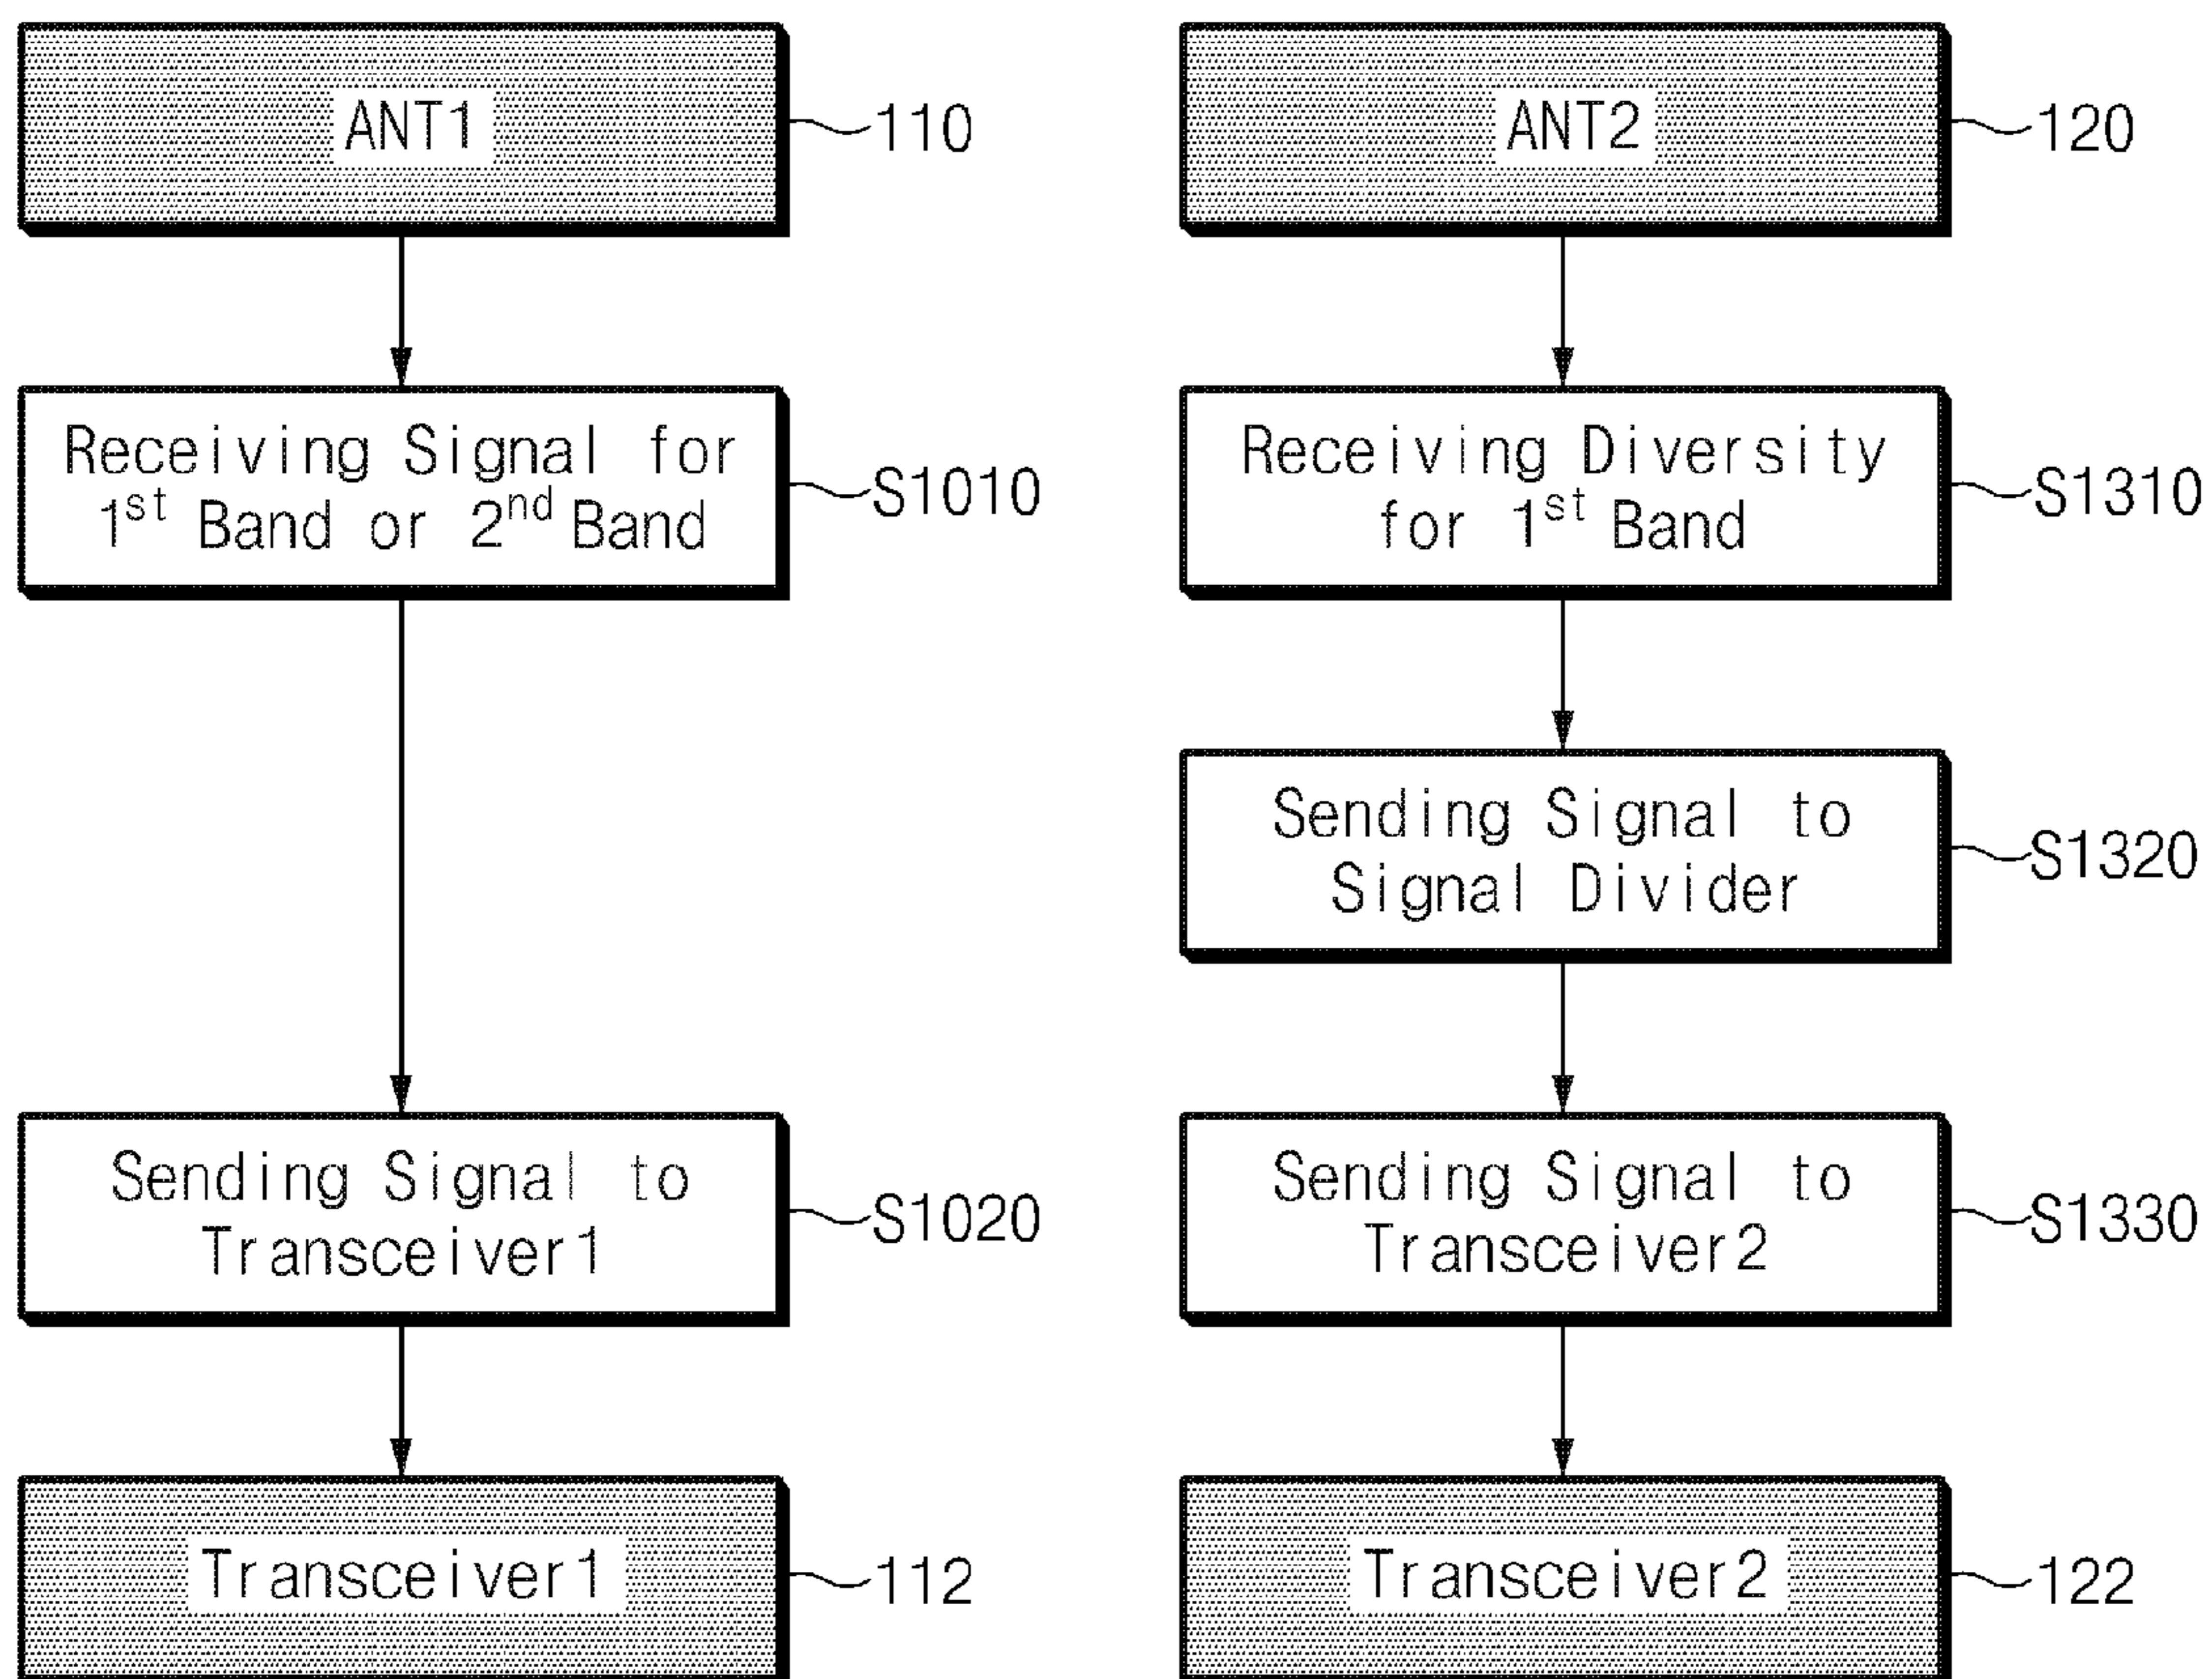 ANT1
110
Receiving Signal for
1st Band or 2nd Band
S1010
Sending Signal to
Transceiver1
S1020
Transceiver1
112
ANT2
120
Receiving Diversity
for 1st Band
S1310
Sending Signal to
Signal Divider
S1320
Sending Signal to
Transceiver2
S1330
Transceiver2
122